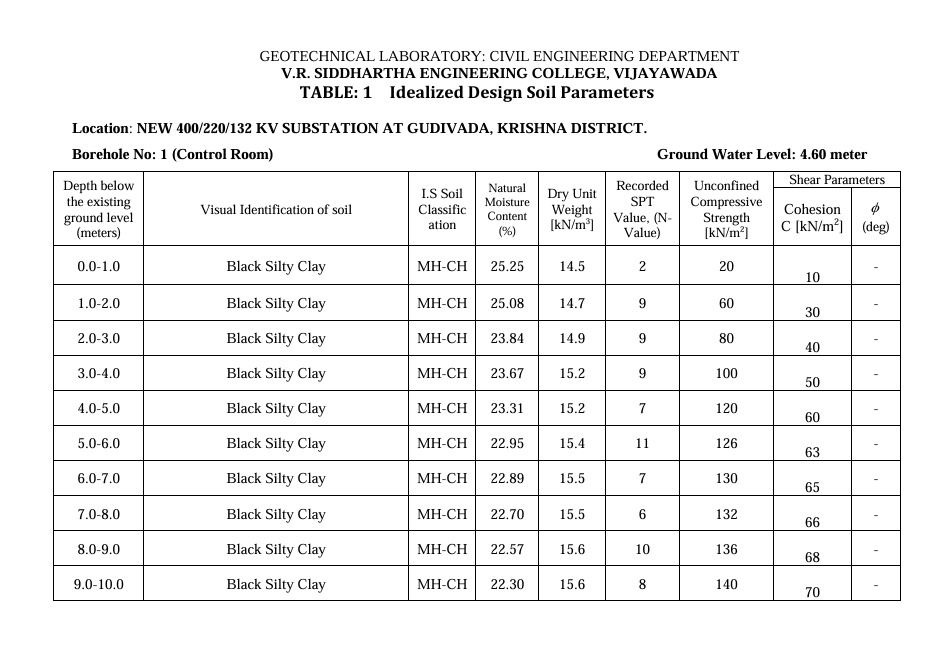 GEOTECHNICAL LABORATORY: CIVIL ENGINEERING DEPARTMENT
V.R. SIDDHARTHA ENGINEERING COLLEGE, VIJAYAWADA
TABLE: 1 Idealized Design Soil Parameters
Location: NEW 400/220/132 KV SUBSTATION AT GUDIVADA, KRISHNA DISTRICT.
Borehole No: 1 (Control Room) Ground Water Level: 4.60 meter
Depth below
the existing
ground level
(meters)
Visual Identification of soil
I.S Soil
Classific
ation
Natural
Moisture
Content
(%)
Dry Unit
Weight
[kN/m³]
Recorded
SPT
Value, (N-
Value)
Unconfined
Compressive
Strength
[kN/m²]
Shear Parameters
Cohesion
C [kN/m²]
ϕ
(deg)
0.0-1.0 Black Silty Clay MH-CH 25.25 14.5 2 20 10 -
1.0-2.0 Black Silty Clay MH-CH 25.08 14.7 9 60 30 -
2.0-3.0 Black Silty Clay MH-CH 23.84 14.9 9 80 40 -
3.0-4.0 Black Silty Clay MH-CH 23.67 15.2 9 100 50 -
4.0-5.0 Black Silty Clay MH-CH 23.31 15.2 7 120 60 -
5.0-6.0 Black Silty Clay MH-CH 22.95 15.4 11 126 63 -
6.0-7.0 Black Silty Clay MH-CH 22.89 15.5 7 130 65 -
7.0-8.0 Black Silty Clay MH-CH 22.70 15.5 6 132 66 -
8.0-9.0 Black Silty Clay MH-CH 22.57 15.6 10 136 68 -
9.0-10.0 Black Silty Clay MH-CH 22.30 15.6 8 140 70 -